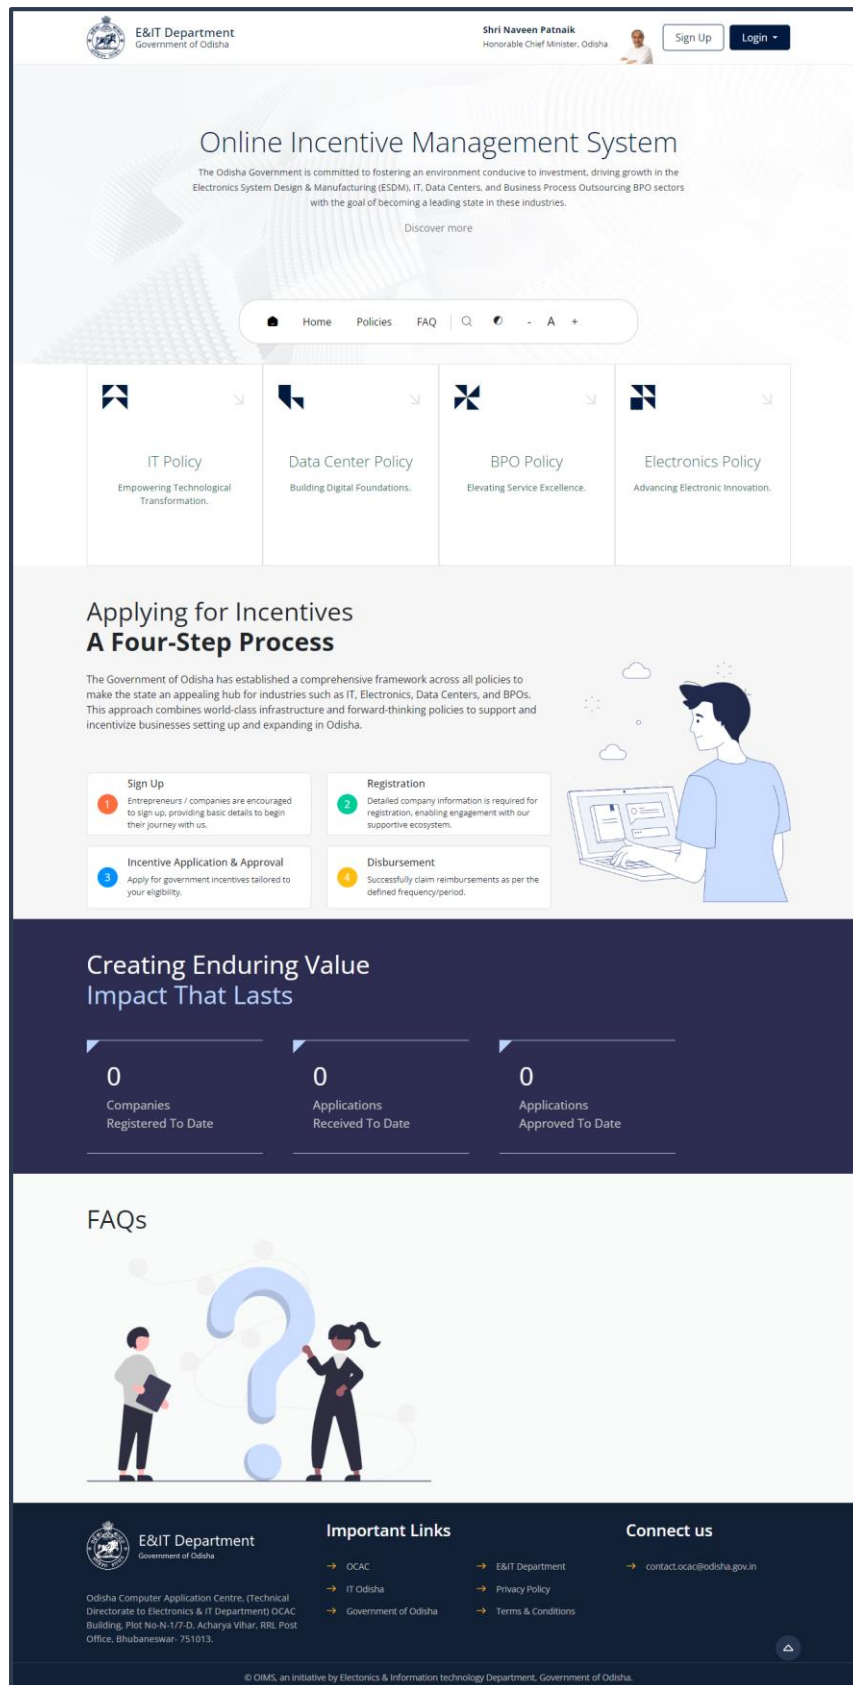 E&IT Department
Government of Odisha
Shri Naveen Patnaik
Honorable Chief Minister, Odisha
Sign Up
Login
Online Incentive Management System
The Odisha Government is committed to fostering an environment conducive to investment, driving growth in the
Electronics System Design & Manufacturing (ESDM), IT, Data Centers, and Business Process Outsourcing BPO sectors
with the goal of becoming a leading state in these industries.
Discover more
Home Policies FAQ - A +
IT Policy
Empowering Technological
Transformation.
Data Center Policy
Building Digital Foundations.
BPO Policy
Elevating Service Excellence.
Electronics Policy
Advancing Electronic Innovation.
Applying for Incentives
A Four-Step Process
The Government of Odisha has established a comprehensive framework across all policies to
make the state an appealing hub for industries such as IT, Electronics, Data Centers, and BPOs.
This approach combines world-class infrastructure and forward-thinking policies to support and
incentivize businesses setting up and expanding in Odisha.
1
Sign Up
Entrepreneurs / companies are encouraged
to sign up, providing basic details to begin
their journey with us.
2
Registration
Detailed company information is required for
registration, enabling engagement with our
supportive ecosystem.
3
Incentive Application & Approval
Apply for government incentives tailored to
your eligibility.
4
Disbursement
Successfully claim reimbursements as per the
defined frequency/period.
Creating Enduring Value
Impact That Lasts
0
Companies
Registered To Date
0
Applications
Received To Date
0
Applications
Approved To Date
FAQs
E&IT Department
Government of Odisha
Odisha Computer Application Centre, (Technical
Directorate to Electronics & IT Department) OCAC
Building, Plot No-N-1/7-D, Acharya Vihar, RRL Post
Office, Bhubaneswar- 751013.
Important Links
OCAC
IT Odisha
Government of Odisha
E&IT Department
Privacy Policy
Terms & Conditions
Connect us
contact.ocac@odisha.gov.in
© OIMS, an initiative by Electonics & Information technology Department, Government of Odisha.